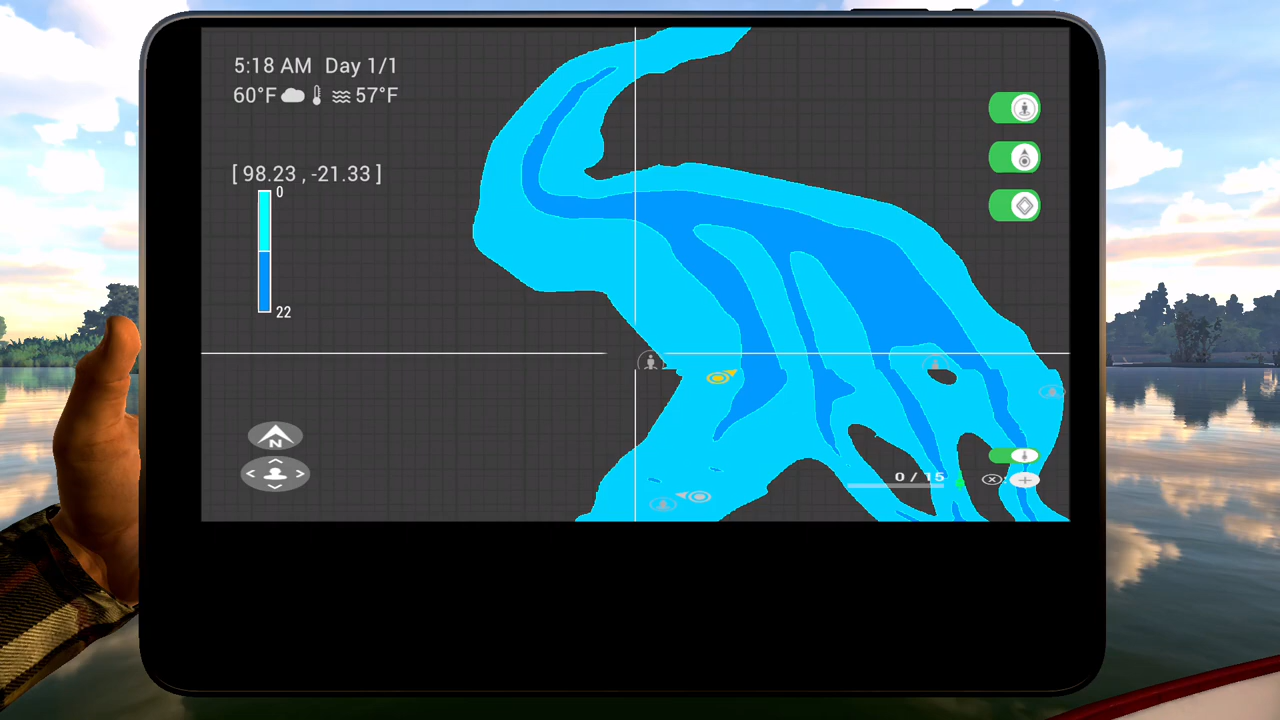 5:18 AM Day 1/1
60°F 57°F
[ 98.23 , -21.33 ]
0
22
N
0 / 15
X